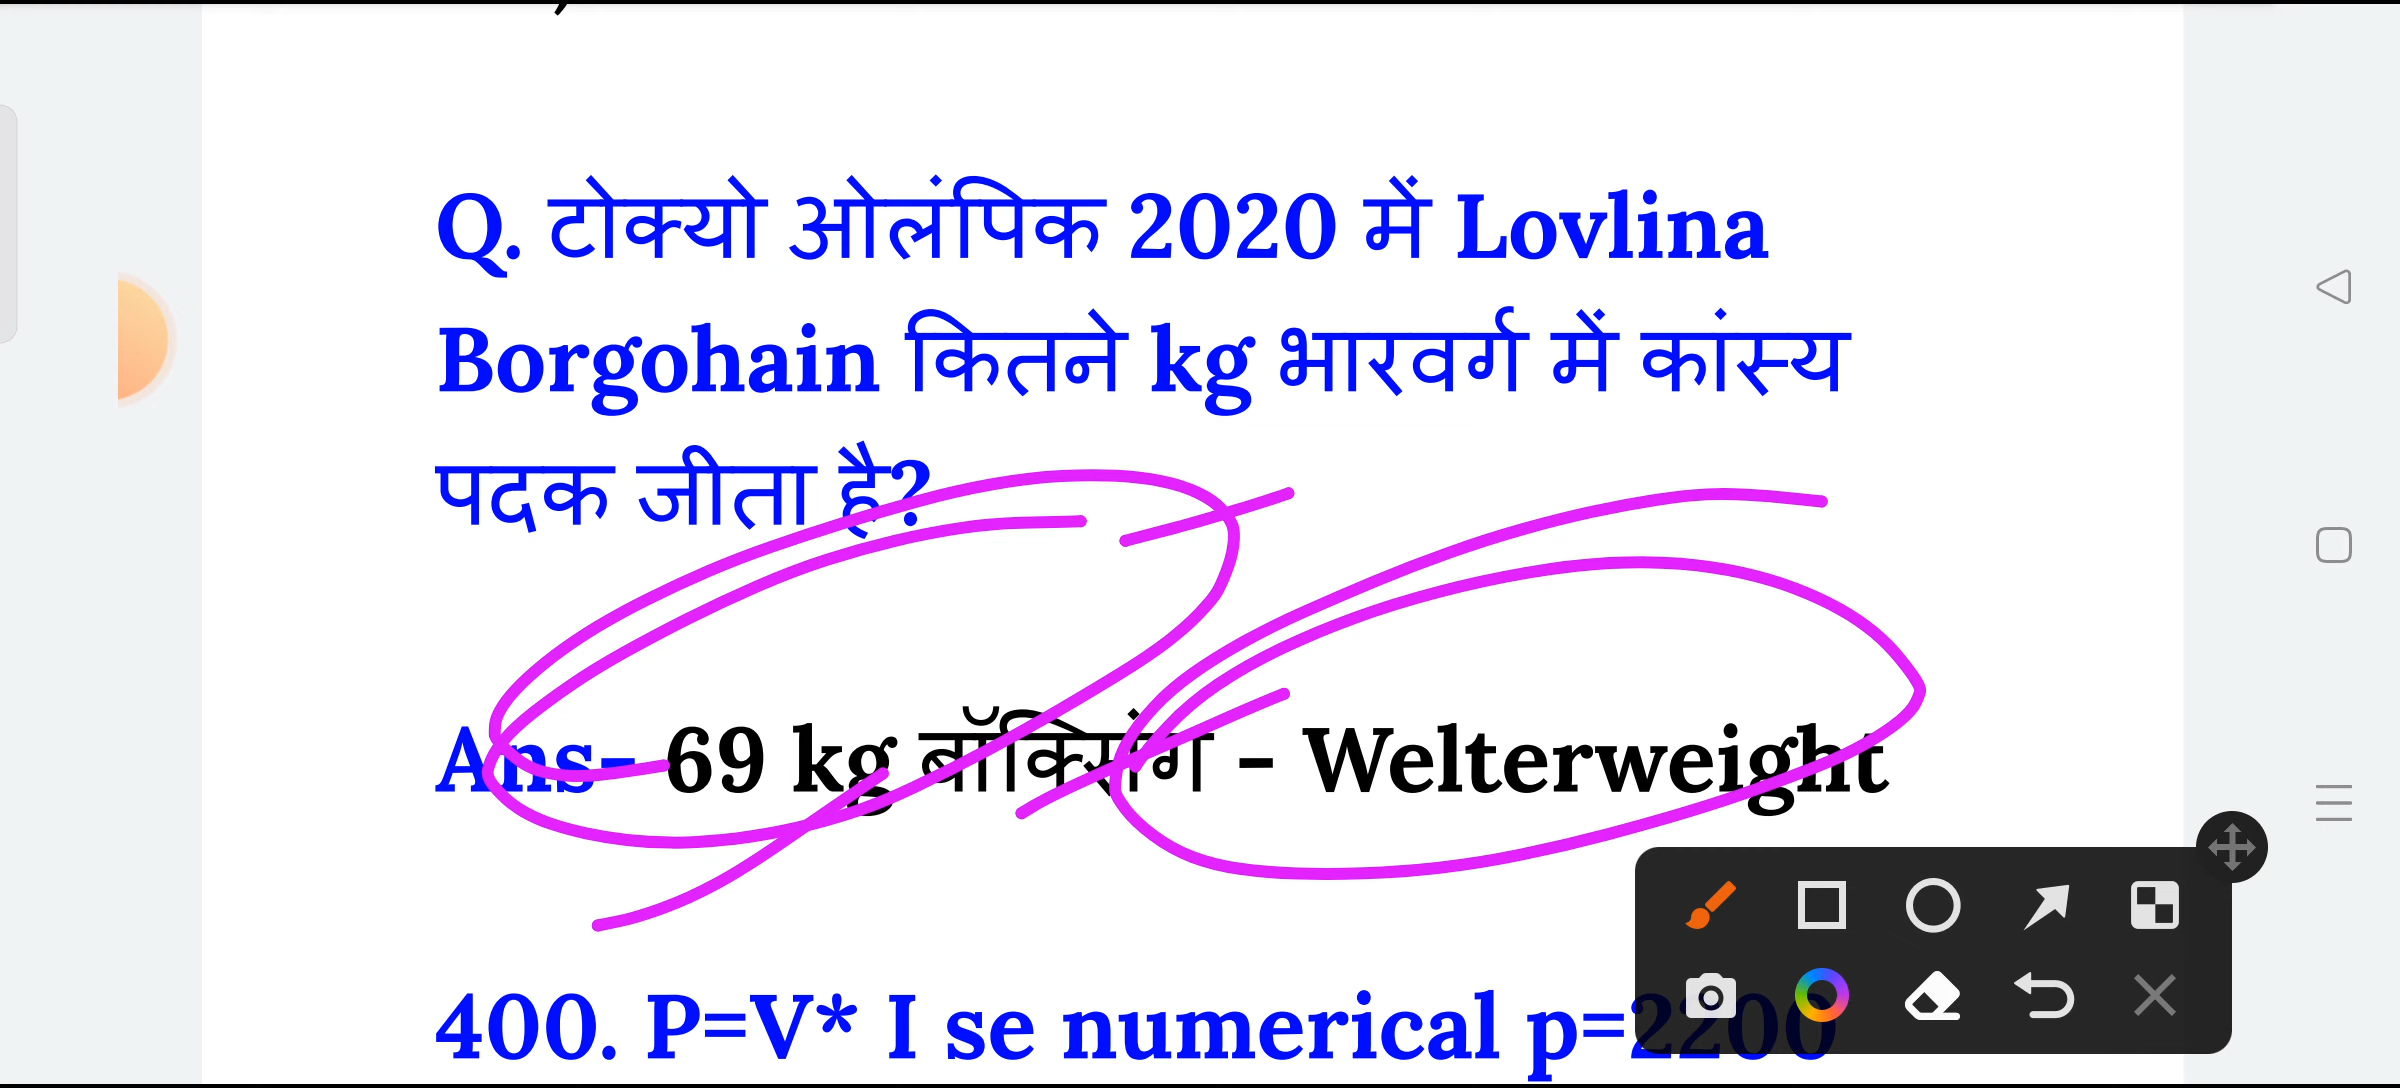 Q. टोक्यो ओलंपिक 2020 में Lovlina
Borgohain कितने kg भारवर्ग में कांस्य
पदक जीता है?
Ans- 69 kg बॉक्सिंग - Welterweight
400. P=V* I se numerical p=2200